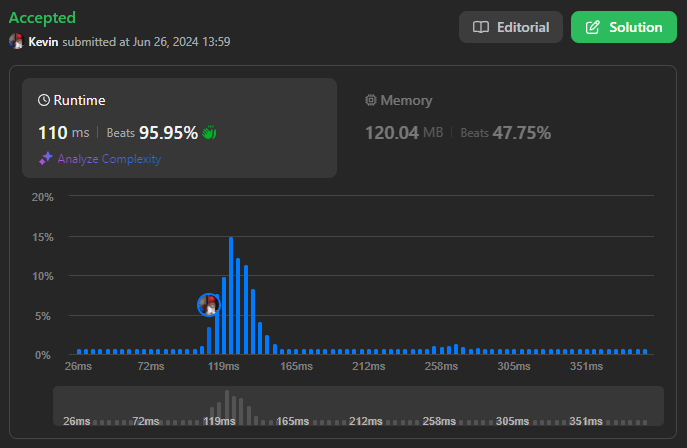 Accepted
Editorial
Solution
Kevin submitted at Jun 26, 2024 13:59
Runtime
Memory
110 ms | Beats 95.95%
120.04 MB | Beats 47.75%
Analyze Complexity
20%
15%
10%
5%
0%
26ms 72ms 119ms 165ms 212ms 258ms 305ms 351ms
26ms 72ms 119ms 165ms 212ms 258ms 305ms 351ms